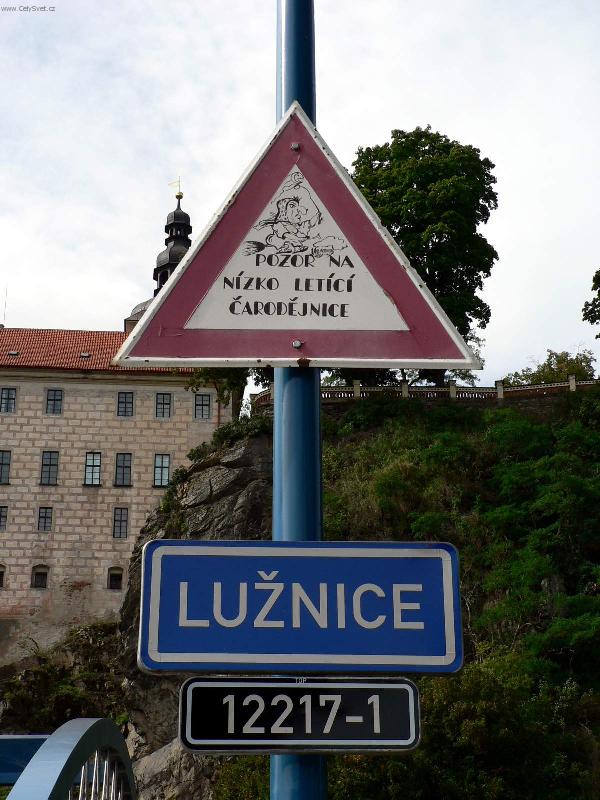 www.CelySvet.cz
POZOR NA
NÍZKO LETÍCÍ
ČARODĚJNICE
LUŽNICE
12217-1